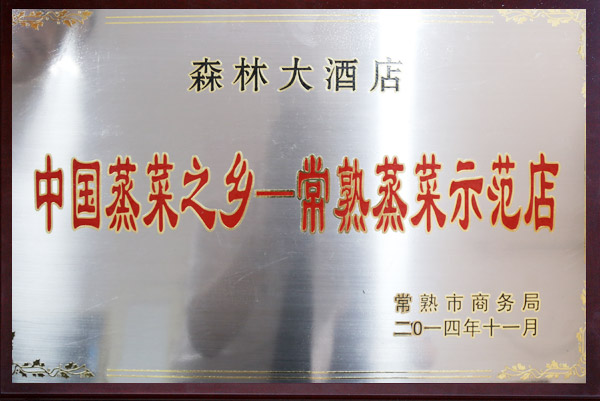 森林大酒店
中国蒸菜之乡—常熟蒸菜示范店
常熟市商务局
二0一四年十一月